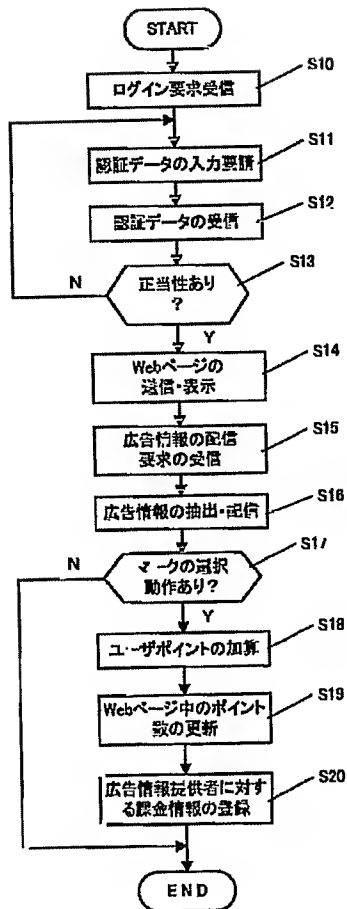 START
S10
ログイン要求受信
S11
認証データの入力要請
S12
認証データの受信
S13
正当性あり
?
N
Y
S14
Webページの
送信・表示
S15
広告情報の配信
要求の受信
S16
広告情報の抽出・配信
S17
マークの選択
動作あり?
N
Y
S18
ユーザポイントの加算
S19
Webページ中のポイント
数の更新
S20
広告情報提供者に対す
る課金情報の登録
END